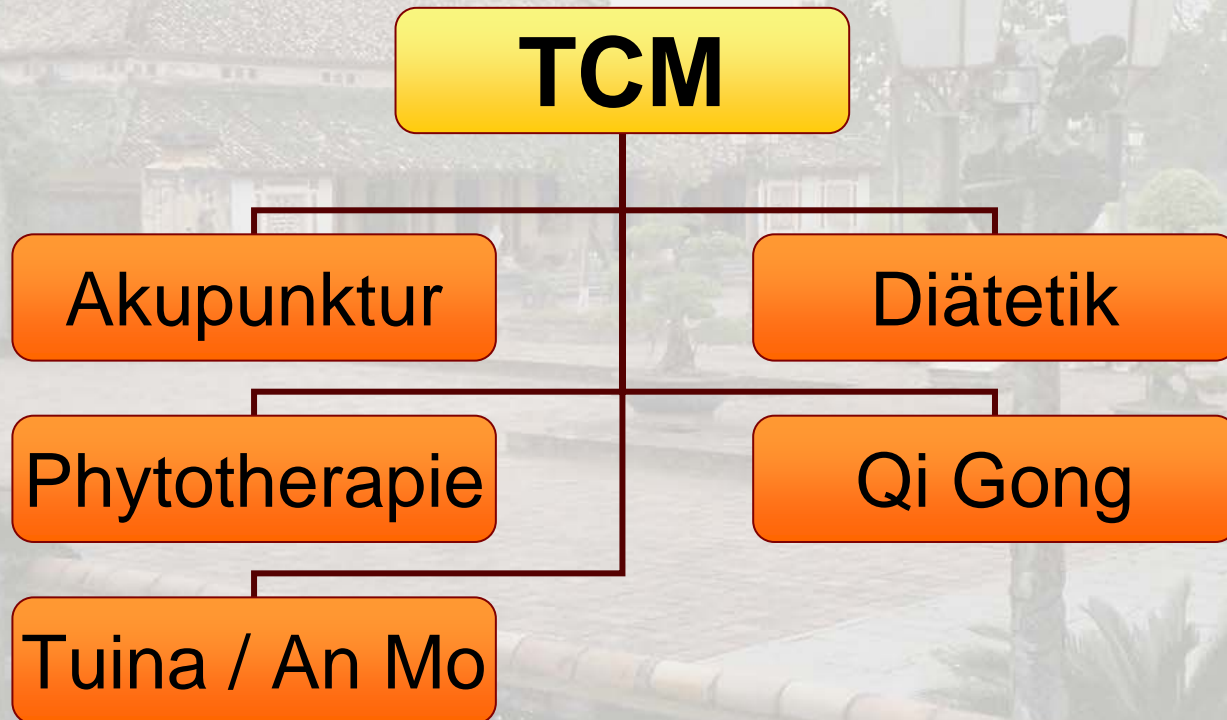 TCM
Akupunktur
Diätetik
Phytotherapie
Qi Gong
Tuina / An Mo